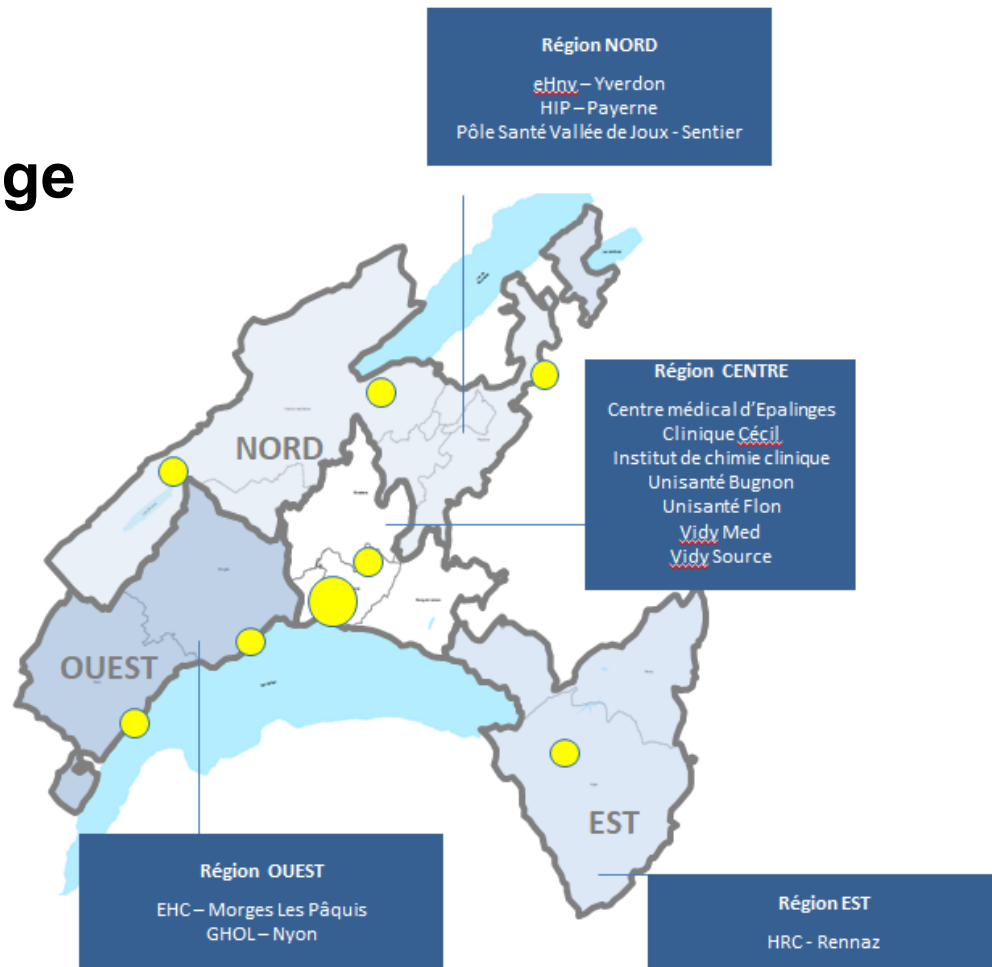 Région NORD
eHnv – Yverdon
HIP – Payerne
Pôle Santé Vallée de Joux - Sentier
ge
Région CENTRE
Centre médical d’Epalinges
Clinique Cécil
Institut de chimie clinique
Unisanté Bugnon
Unisanté Flon
Vidy Med
Vidy Source
NORD
OUEST
EST
Région OUEST
EHC – Morges Les Pâquis
GHOL – Nyon
Région EST
HRC - Rennaz